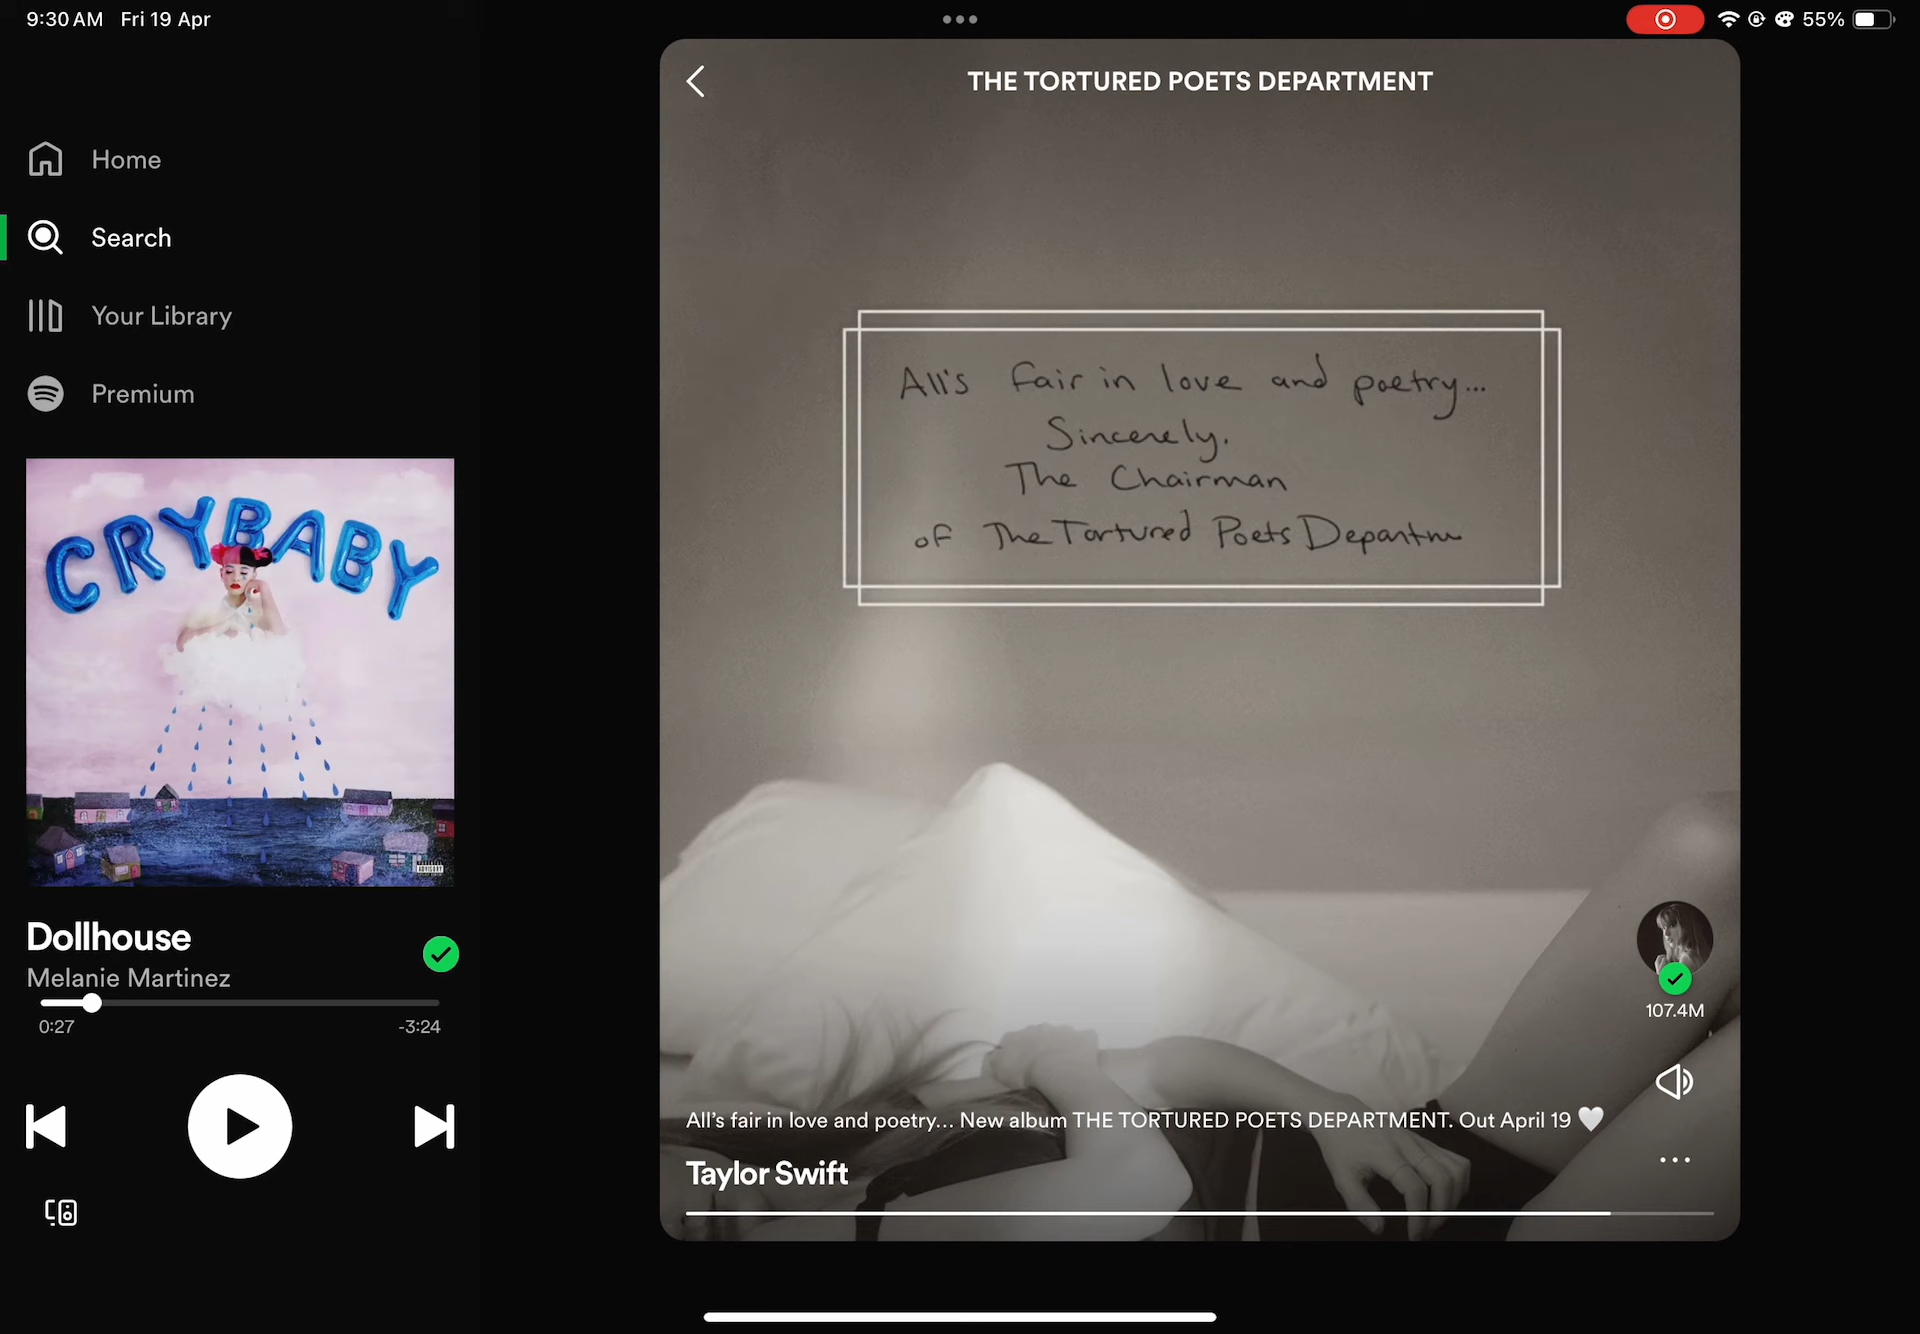 9:30 AM Fri 19 Apr
55%
Home
Search
Your Library
Premium
CRYBABY
ADVISORY
Dollhouse
Melanie Martinez
0:27 -3:24
THE TORTURED POETS DEPARTMENT
All's fair in love and poetry...
Sincerely,
The Chairman
of The Tortured Poets Departm
107.4M
All's fair in love and poetry... New album THE TORTURED POETS DEPARTMENT. Out April 19 🤍
Taylor Swift